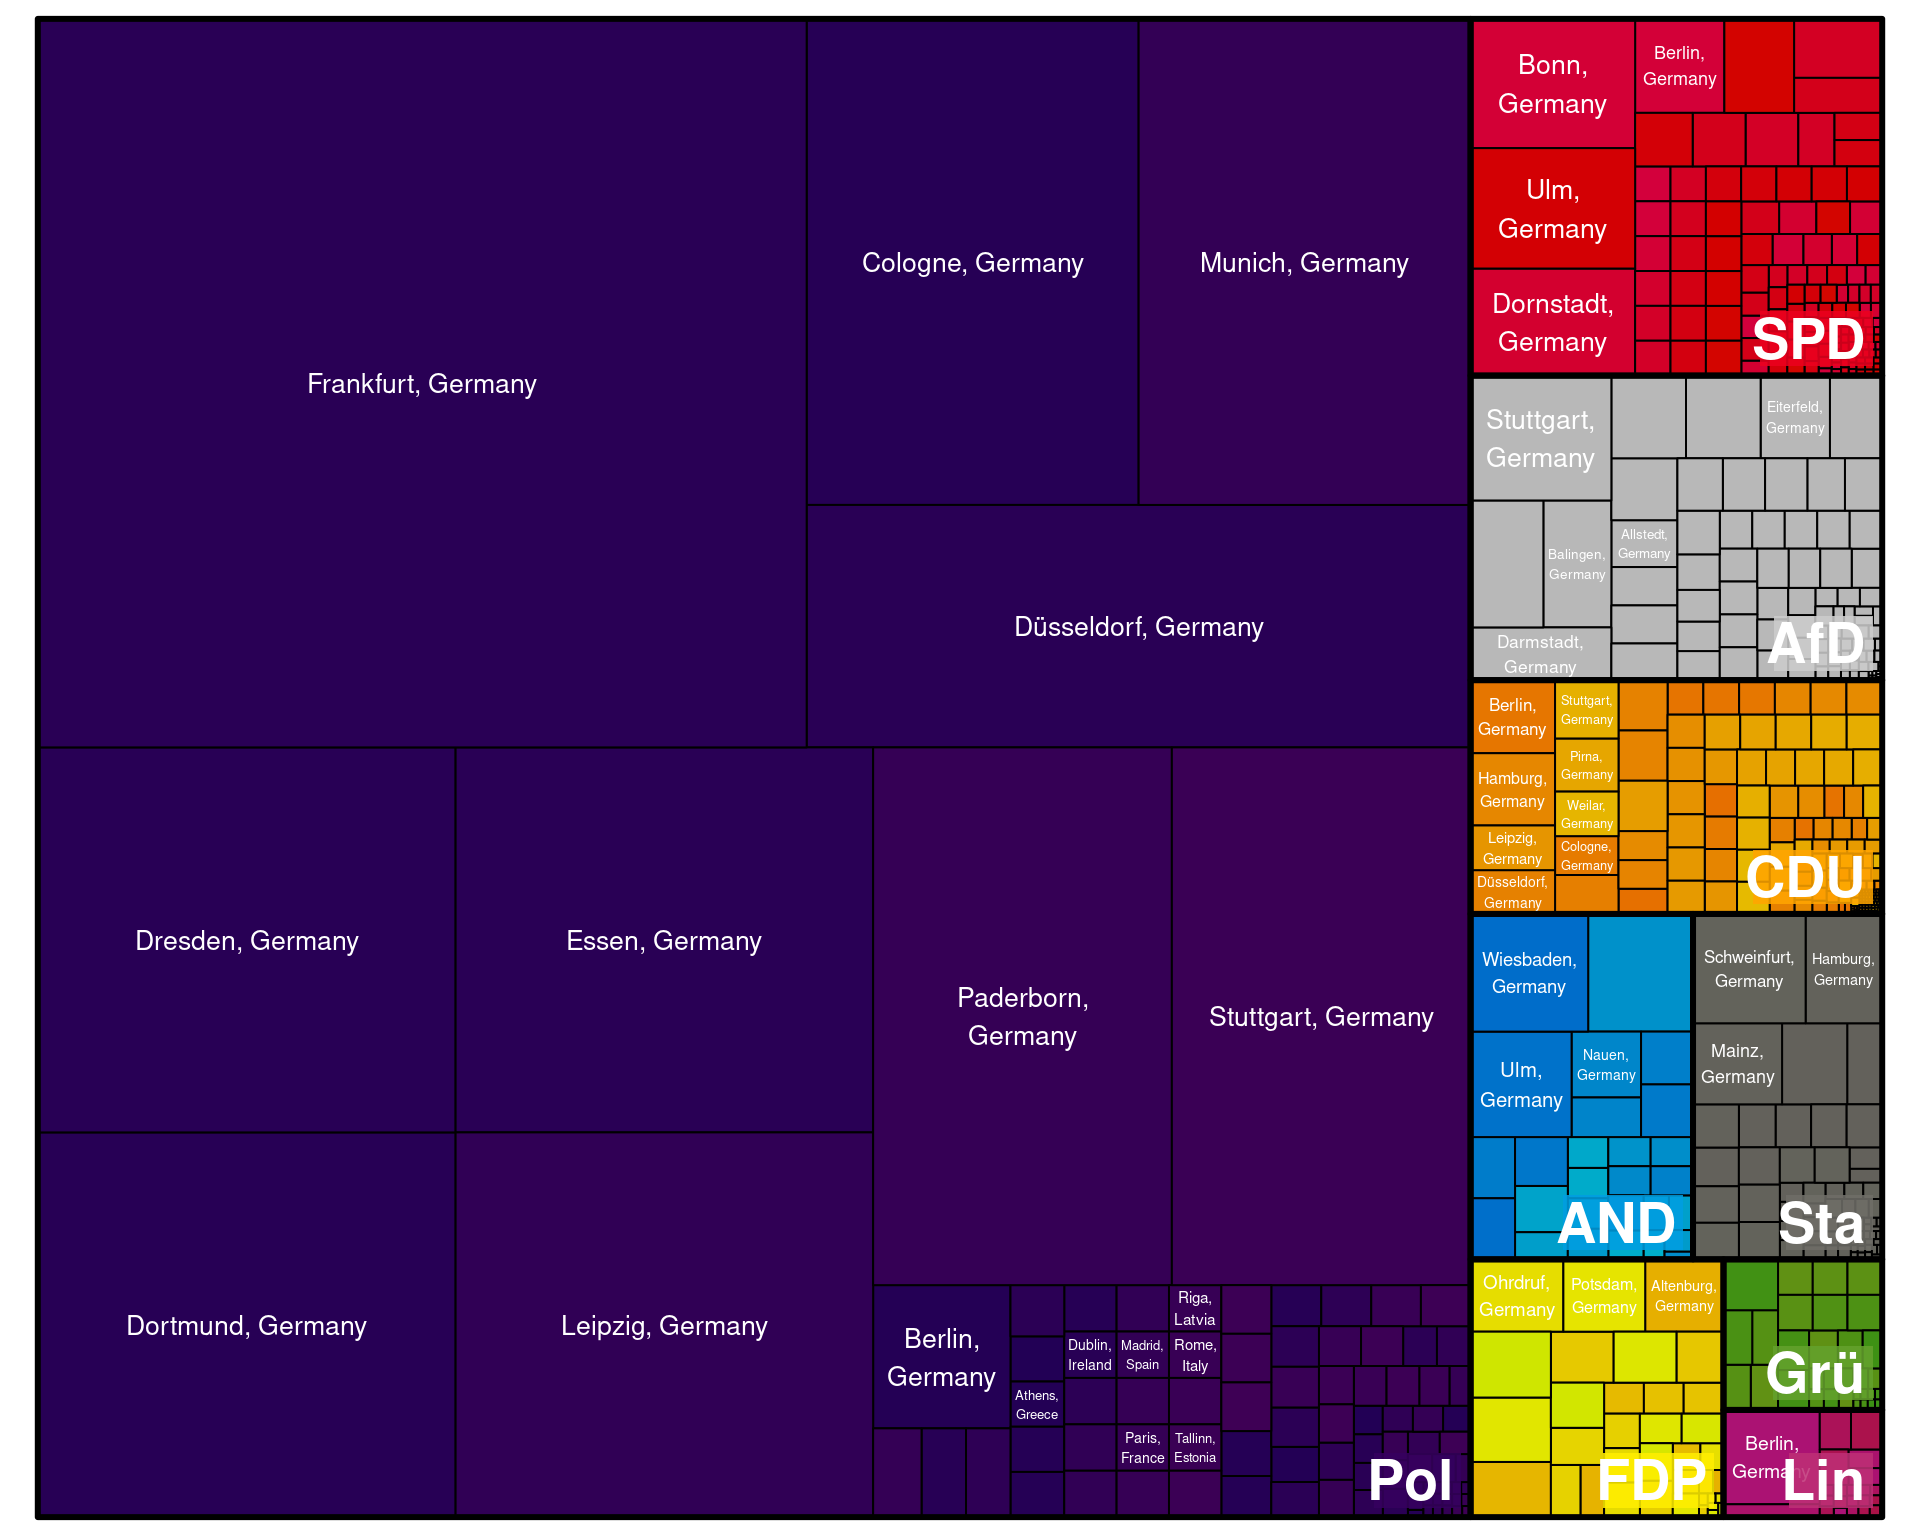 Frankfurt, Germany
Cologne, Germany
Munich, Germany
Düsseldorf, Germany
Dresden, Germany
Essen, Germany
Dortmund, Germany
Leipzig, Germany
Paderborn,
Germany
Stuttgart, Germany
Berlin,
Germany
Athens,
Greece
Dublin,
Ireland
Madrid,
Spain
Riga,
Latvia
Rome,
Italy
Paris,
France
Tallinn,
Estonia
Pol
Bonn,
Germany
Berlin,
Germany
Ulm,
Germany
Dornstadt,
Germany
SPD
Stuttgart,
Germany
Eiterfeld,
Germany
Balingen,
Germany
Allstedt,
Germany
Darmstadt,
Germany
AfD
Berlin,
Germany
Hamburg,
Germany
Leipzig,
Germany
Düsseldorf,
Germany
Stuttgart,
Germany
Pirna,
Germany
Weilar,
Germany
Cologne,
Germany
CDU
Wiesbaden,
Germany
Ulm,
Germany
Nauen,
Germany
AND
Schweinfurt,
Germany
Hamburg,
Germany
Mainz,
Germany
Sta
Ohrdruf,
Germany
Potsdam,
Germany
Altenburg,
Germany
FDP
Grü
Berlin,
Germany
Lin